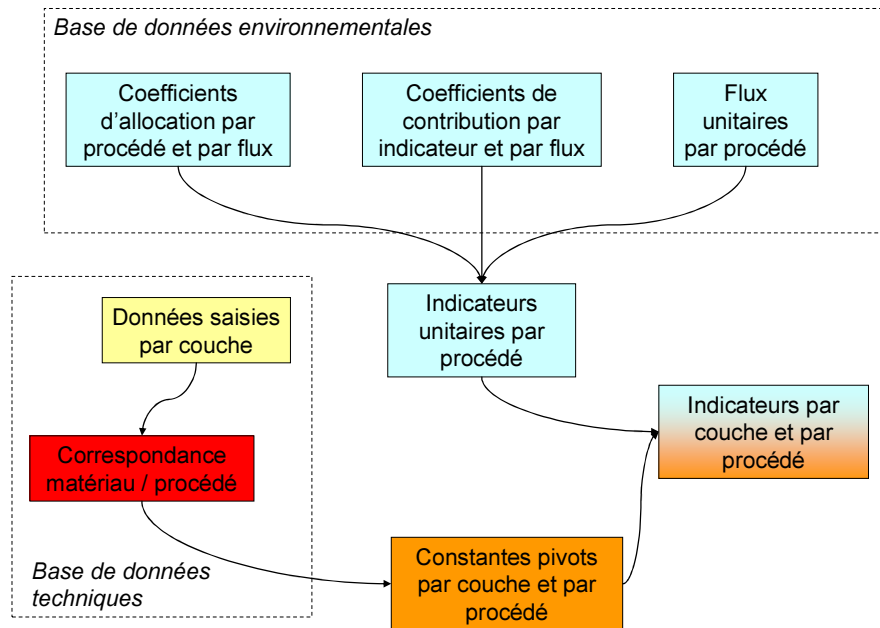 Base de données environnementales
Coefficients
d'allocation par
procédé et par flux
Coefficients de
contribution par
indicateur et par flux
Flux
unitaires
par procédé
Données saisies
par couche
Indicateurs
unitaires par
procédé
Indicateurs par
couche et par
procédé
Correspondance
matériau / procédé
Constantes pivots
par couche et par
procédé
Base de données
techniques